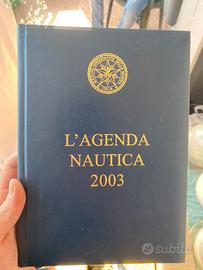 L'AGENDA
NAUTICA
2003
subito